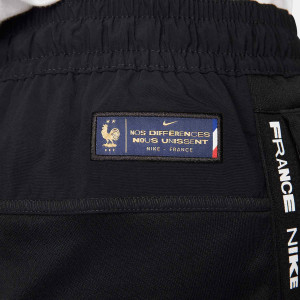 NOS DIFFÉRENCES
NOUS UNISSENT
NIKE - FRANCE
FRANCE NIKE